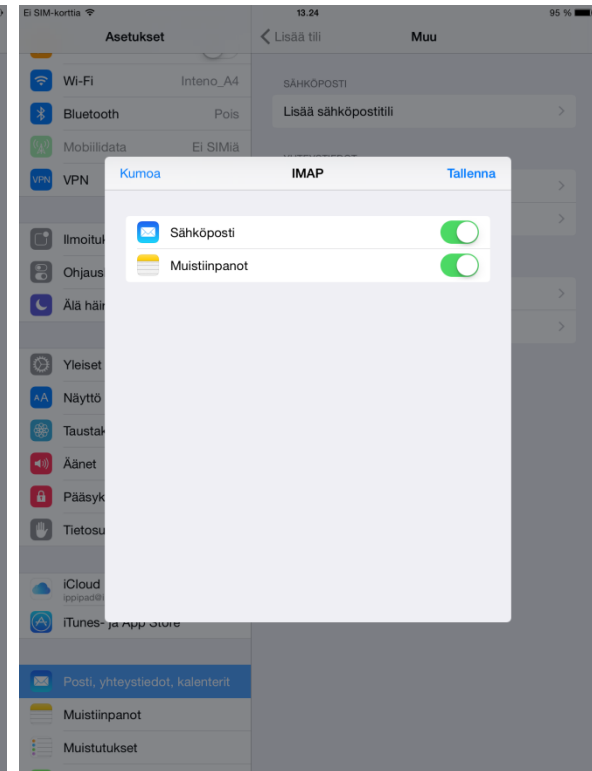 Ei SIM-korttia 13.24 95 %
Asetukset
Lisää tili Muu
Wi-Fi Inteno_A4
Bluetooth Pois
Mobiilidata Ei SIMiä
VPN VPN
SÄHKÖPOSTI
Lisää sähköpostitili
Kumoa IMAP Tallenna
Sähköposti
Muistiinpanot
Yleiset
AA Näyttö
Äänet
iCloud
iTunes- ja App Store
Posti, yhteystiedot, kalenterit
Muistiinpanot
Muistutukset